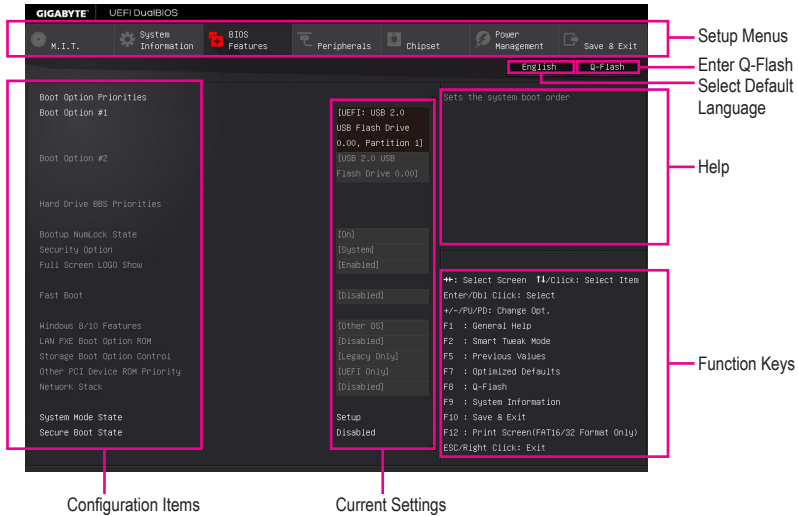 GIGABYTE™ UEFI DualBIOS
M.I.T.
System
Information
BIOS
Features
Peripherals
Chipset
Power
Management
Save & Exit
Setup Menus
English
Q-Flash
Enter Q-Flash
Select Default
Language
Boot Option Priorities
Boot Option #1
[UEFI: USB 2.0
USB Flash Drive
0.00, Partition 1]
Boot Option #2
[USB 2.0 USB
Flash Drive 0.00]
Hard Drive BBS Priorities
Bootup NumLock State [On]
Security Option [System]
Full Screen LOGO Show [Enabled]
Fast Boot [Disabled]
Windows 8/10 Features [Other OS]
LAN PXE Boot Option ROM [Disabled]
Storage Boot Option Control [Legacy Only]
Other PCI Device ROM Priority [UEFI Only]
Network Stack [Disabled]
System Mode State Setup
Secure Boot State Disabled
Sets the system boot order
Help
→←: Select Screen ↑↓/Click: Select Item
Enter/Dbl Click: Select
+/-/PU/PD: Change Opt.
F1 : General Help
F2 : Smart Tweak Mode
F5 : Previous Values
F7 : Optimized Defaults
F8 : Q-Flash
F9 : System Information
F10 : Save & Exit
F12 : Print Screen(FAT16/32 Format Only)
ESC/Right Click: Exit
Function Keys
Configuration Items
Current Settings